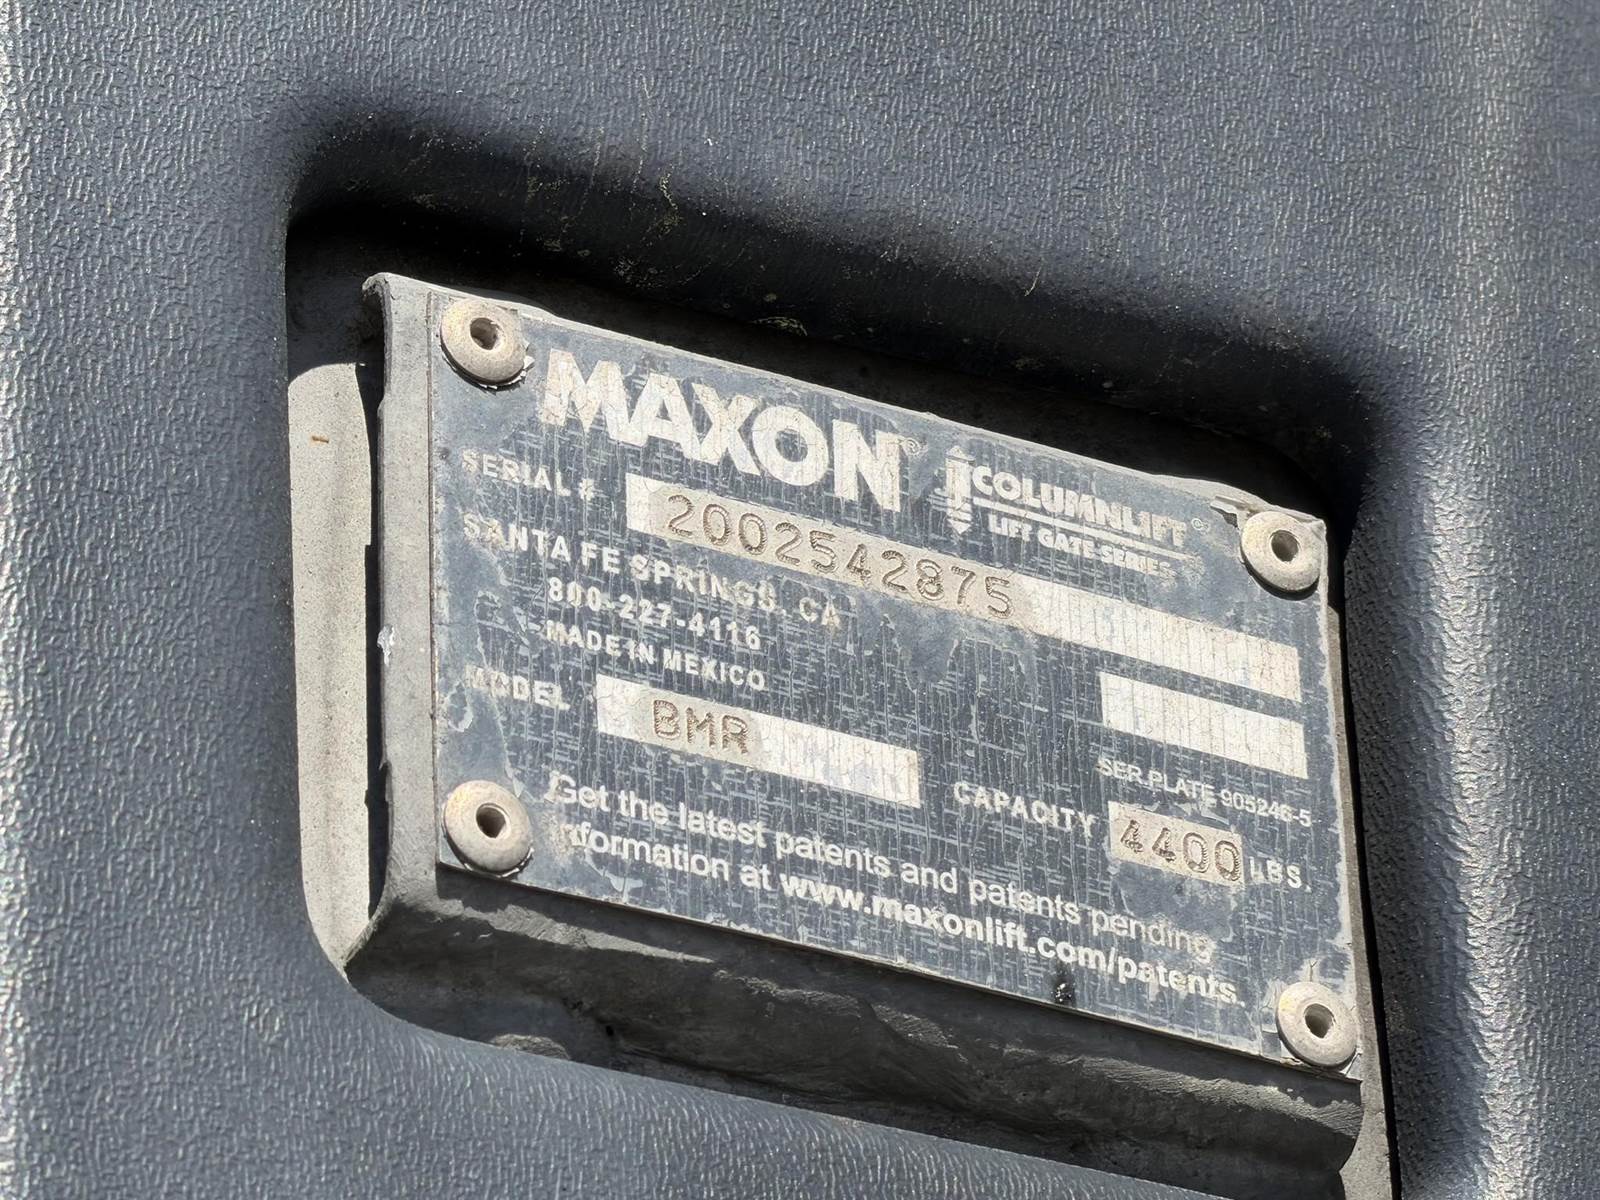 MAXON®
COLUMNLIFT®
LIFT GATE SERIES
SERIAL # 2002542875
SANTA FE SPRINGS, CA
800-227-4116
MADE IN MEXICO
MODEL BMR
SER.PLATE 905246-5
CAPACITY 4400 LBS.
Get the latest patents and patents pending
information at www.maxonlift.com/patents.